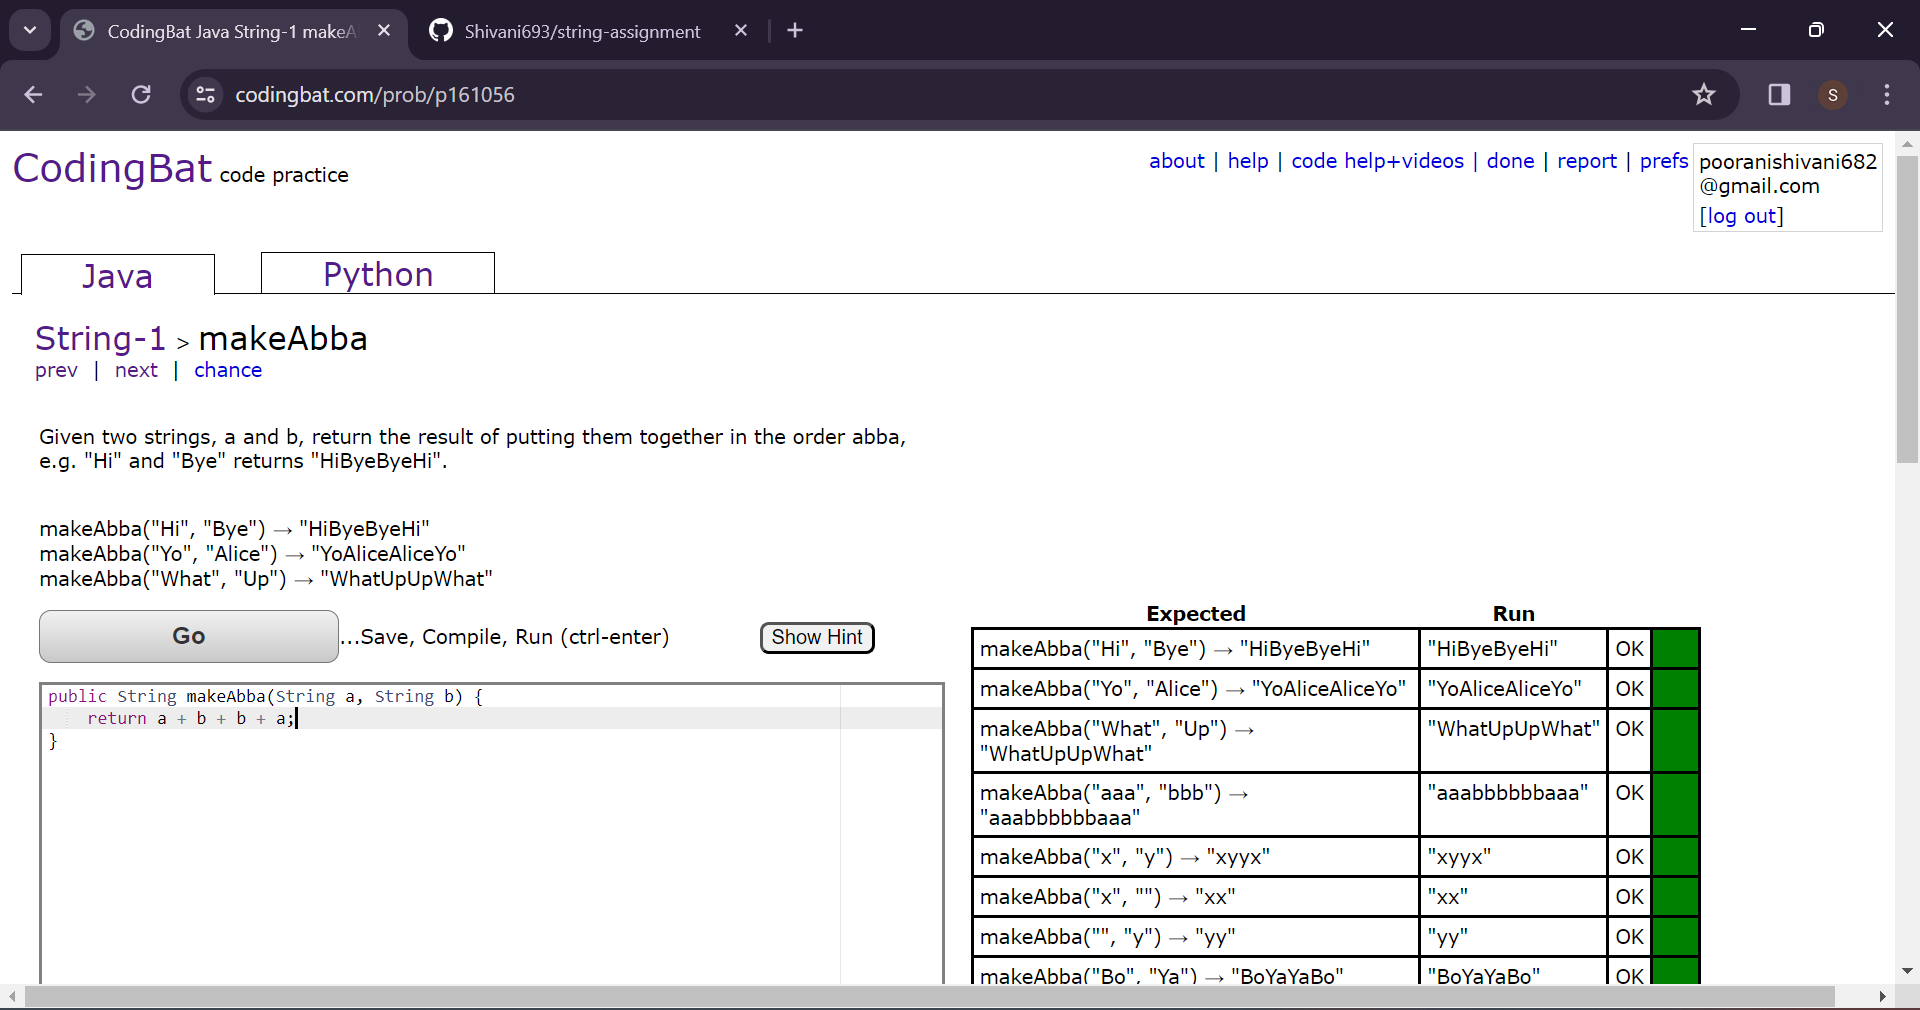 CodingBat Java String-1 makeA
Shivani693/string-assignment
codingbat.com/prob/p161056
S
CodingBat code practice
about | help | code help+videos | done | report | prefs
pooranishivani682
@gmail.com
[log out]
Java
Python
String-1 > makeAbba
prev | next | chance
Given two strings, a and b, return the result of putting them together in the order abba,
e.g. "Hi" and "Bye" returns "HiByeByeHi".
makeAbba("Hi", "Bye") → "HiByeByeHi"
makeAbba("Yo", "Alice") → "YoAliceAliceYo"
makeAbba("What", "Up") → "WhatUpUpWhat"
Go
...Save, Compile, Run (ctrl-enter)
Show Hint
public String makeAbba(String a, String b) {
return a + b + b + a;
}
Expected Run
makeAbba("Hi", "Bye") → "HiByeByeHi" "HiByeByeHi" OK
makeAbba("Yo", "Alice") → "YoAliceAliceYo" "YoAliceAliceYo" OK
makeAbba("What", "Up") → "WhatUpUpWhat" OK
"WhatUpUpWhat"
makeAbba("aaa", "bbb") → "aaabbbbbbaaa" OK
"aaabbbbbbaaa"
makeAbba("x", "y") → "xyyx" "xyyx" OK
makeAbba("x", "") → "xx" "xx" OK
makeAbba("", "y") → "yy" "yy" OK
makeAbba("Bo", "Ya") → "BoYaYaBo" "BoYaYaBo" OK